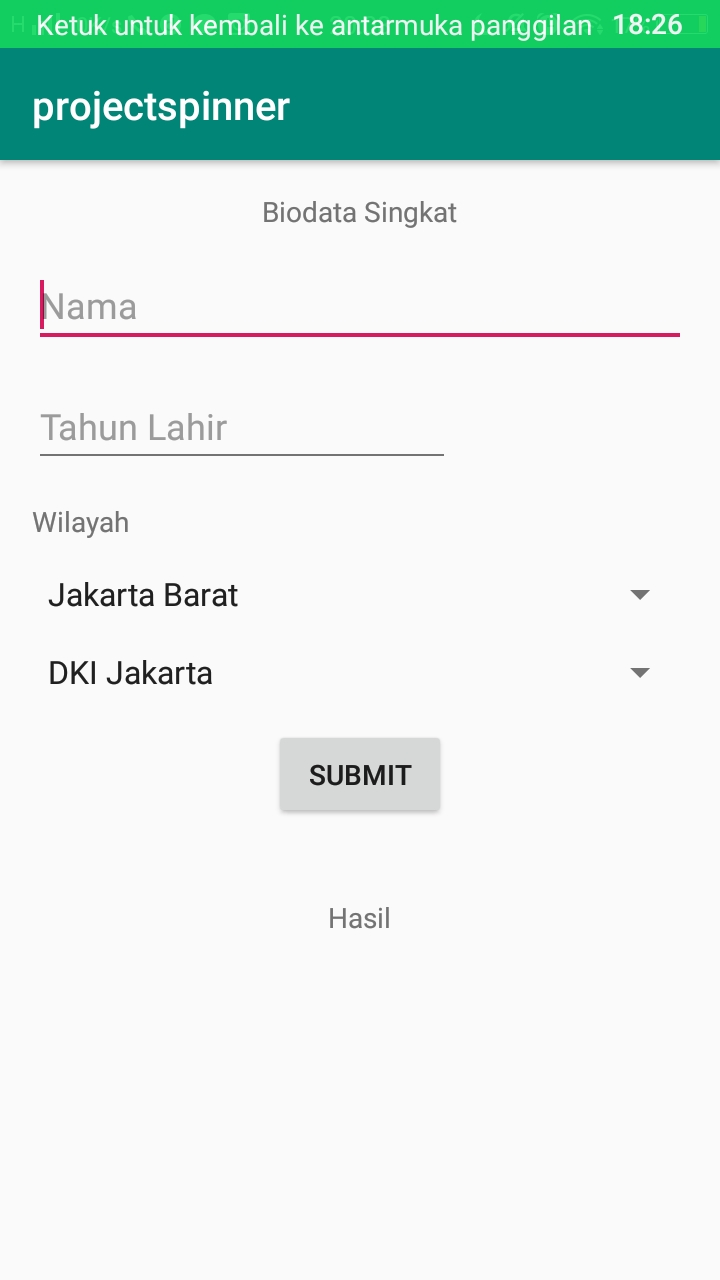 Ketuk untuk kembali ke antarmuka panggilan 18:26
projectspinner
Biodata Singkat
Nama
Tahun Lahir
Wilayah
Jakarta Barat
DKI Jakarta
SUBMIT
Hasil